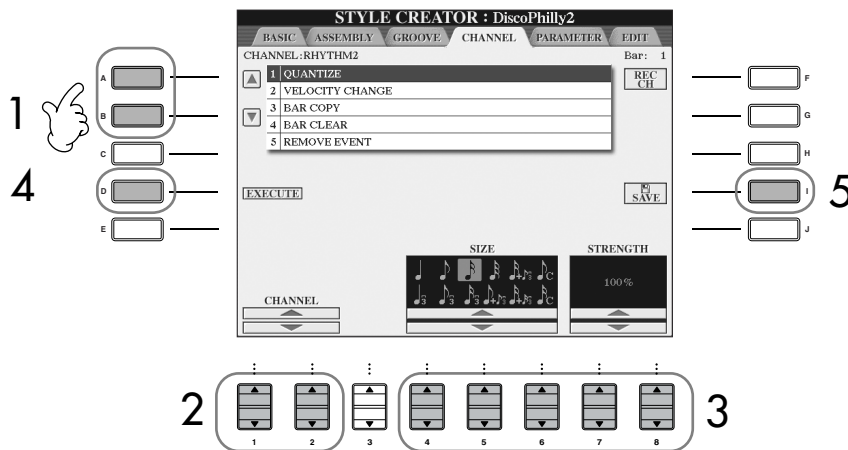 STYLE CREATOR : DiscoPhilly2
BASIC ASSEMBLY GROOVE CHANNEL PARAMETER EDIT
CHANNEL:RHYTHM2 Bar: 1
1 QUANTIZE
2 VELOCITY CHANGE
3 BAR COPY
4 BAR CLEAR
5 REMOVE EVENT
REC
CH
EXECUTE
SAVE
SIZE
STRENGTH
100%
CHANNEL
A
B
C
D
E
F
G
H
I
J
1
4
5
2
3
1 2 3 4 5 6 7 8